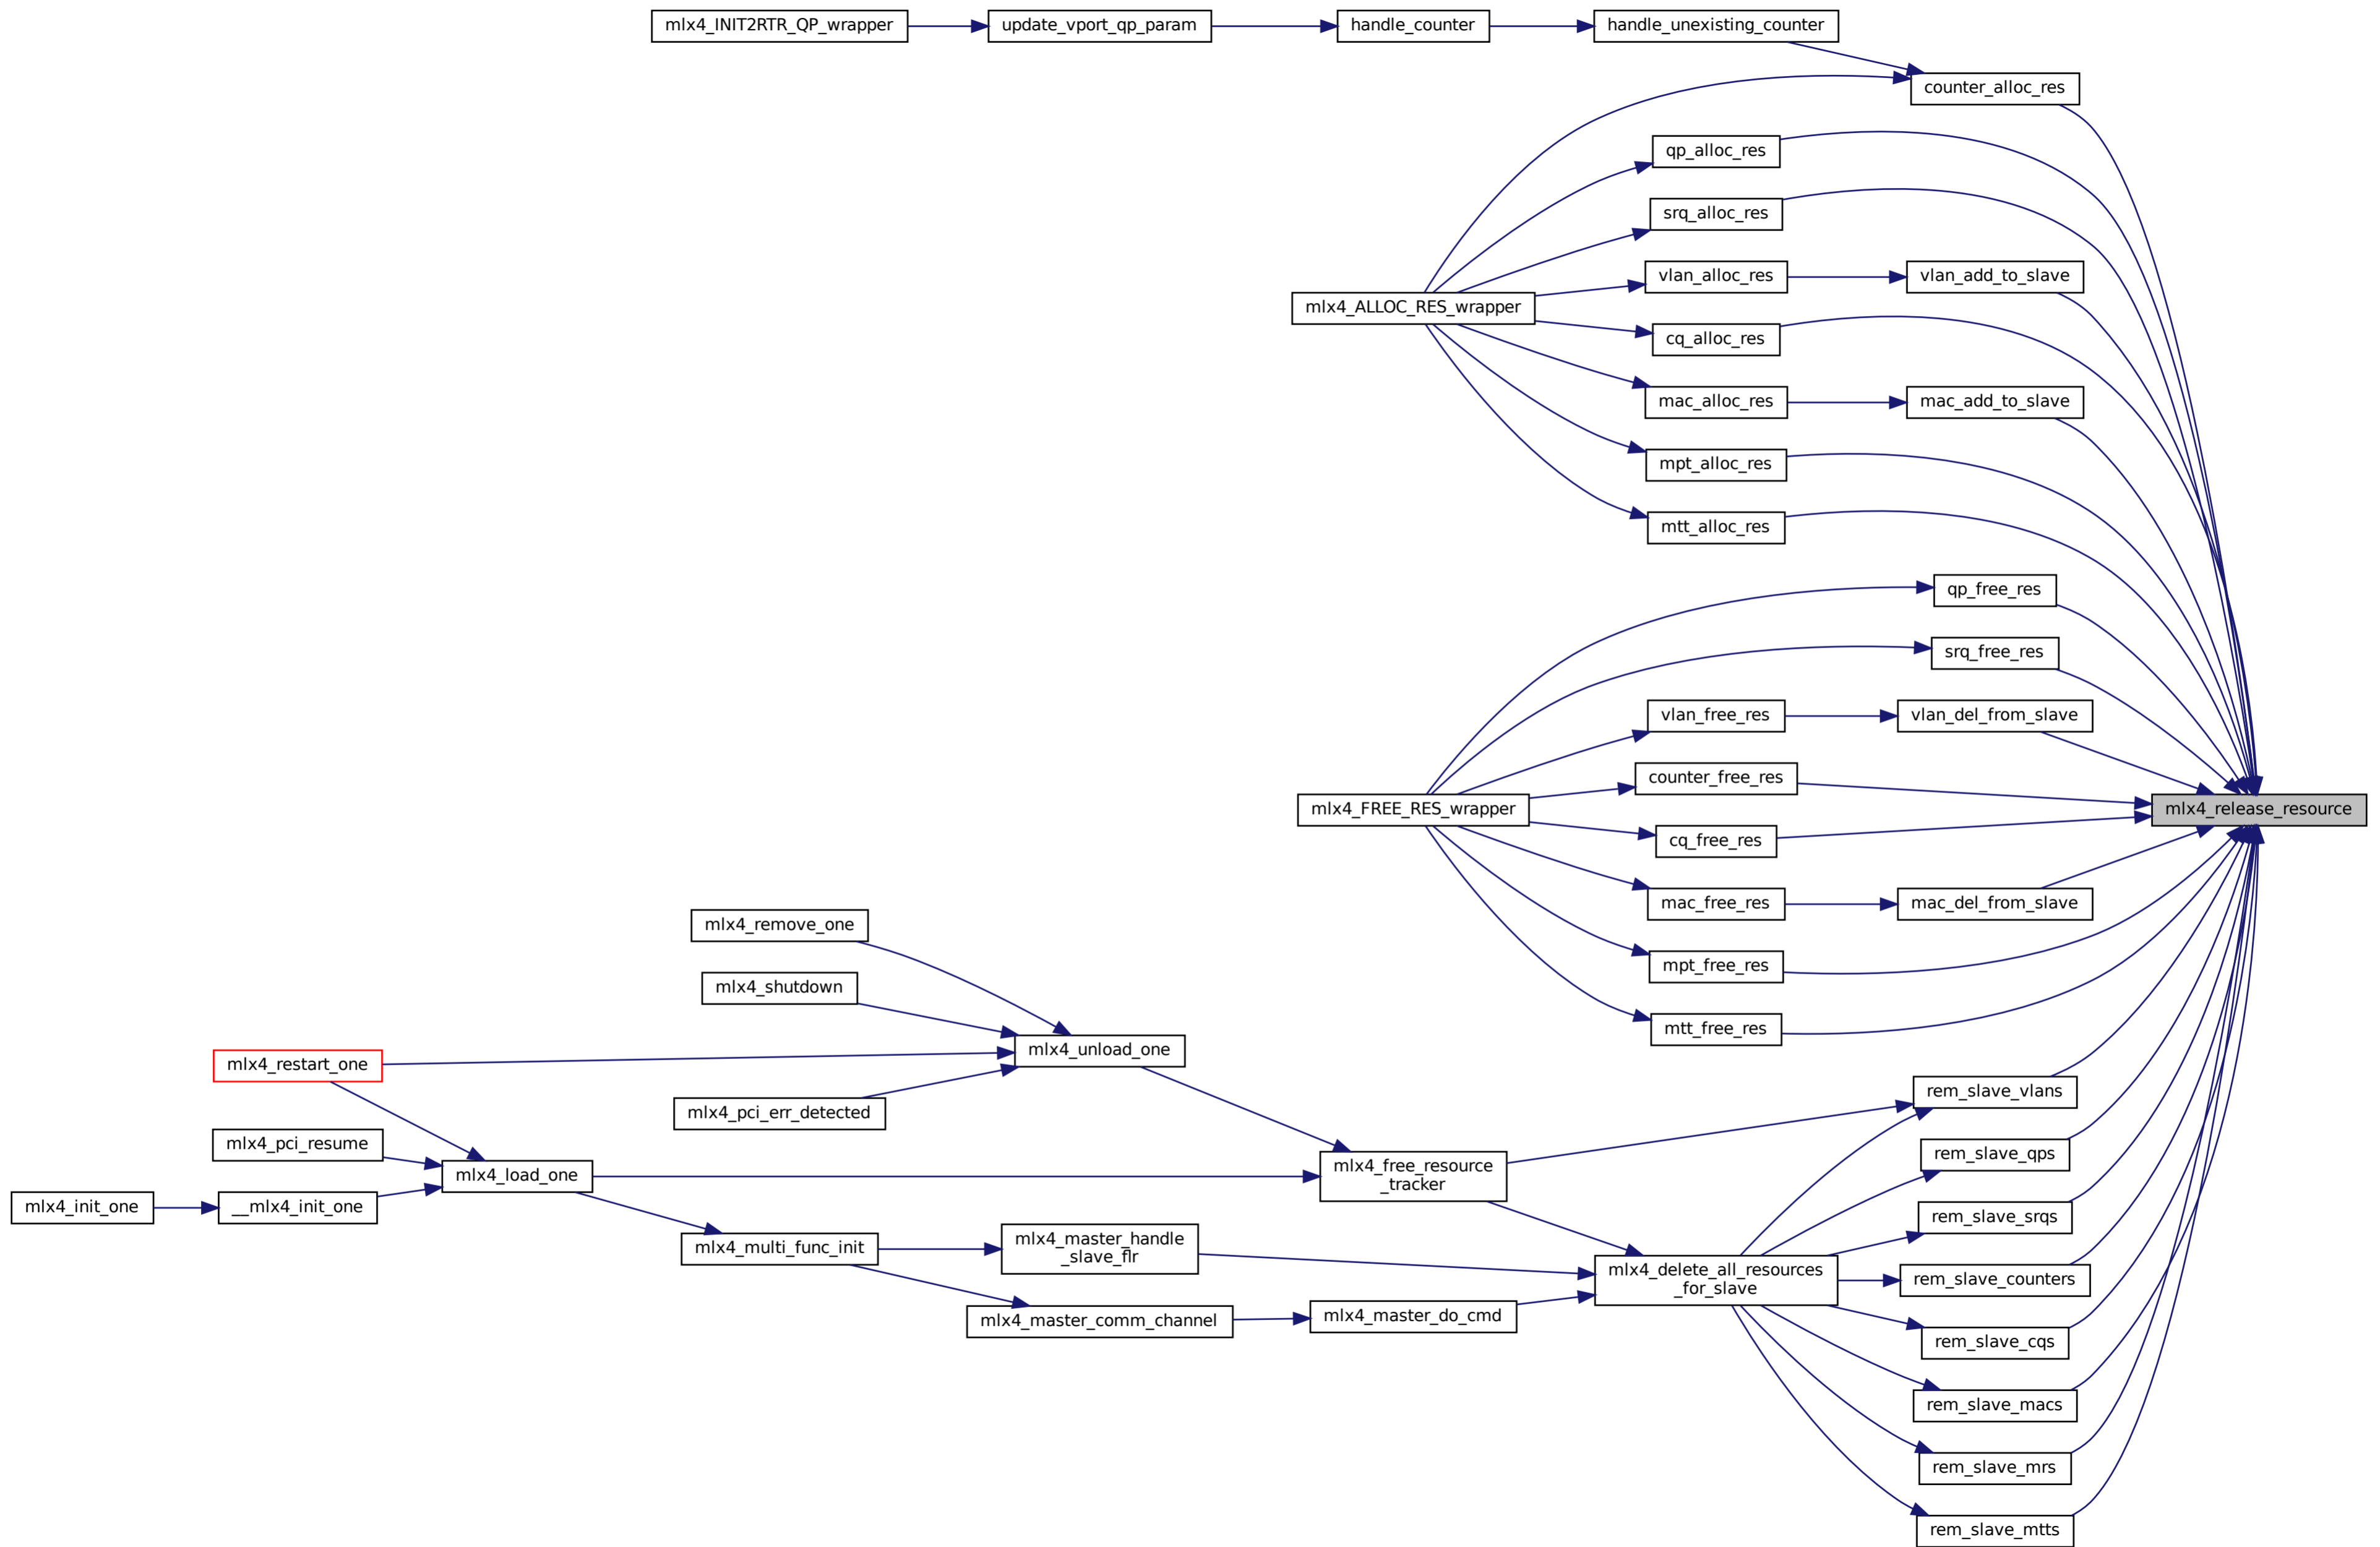 mlx4_INIT2RTR_QP_wrapper
update_vport_qp_param
handle_counter
handle_unexisting_counter
counter_alloc_res
qp_alloc_res
srq_alloc_res
vlan_alloc_res
vlan_add_to_slave
mlx4_ALLOC_RES_wrapper
cq_alloc_res
mac_alloc_res
mac_add_to_slave
mpt_alloc_res
mtt_alloc_res
qp_free_res
srq_free_res
vlan_free_res
vlan_del_from_slave
counter_free_res
mlx4_FREE_RES_wrapper
mlx4_release_resource
cq_free_res
mac_free_res
mac_del_from_slave
mlx4_remove_one
mpt_free_res
mlx4_shutdown
mtt_free_res
mlx4_unload_one
mlx4_restart_one
rem_slave_vlans
mlx4_pci_err_detected
mlx4_pci_resume
rem_slave_qps
mlx4_load_one
mlx4_free_resource
_tracker
mlx4_init_one
__mlx4_init_one
rem_slave_srqs
mlx4_multi_func_init
mlx4_master_handle
_slave_flr
mlx4_delete_all_resources
_for_slave
rem_slave_counters
mlx4_master_comm_channel
mlx4_master_do_cmd
rem_slave_cqs
rem_slave_macs
rem_slave_mrs
rem_slave_mtts